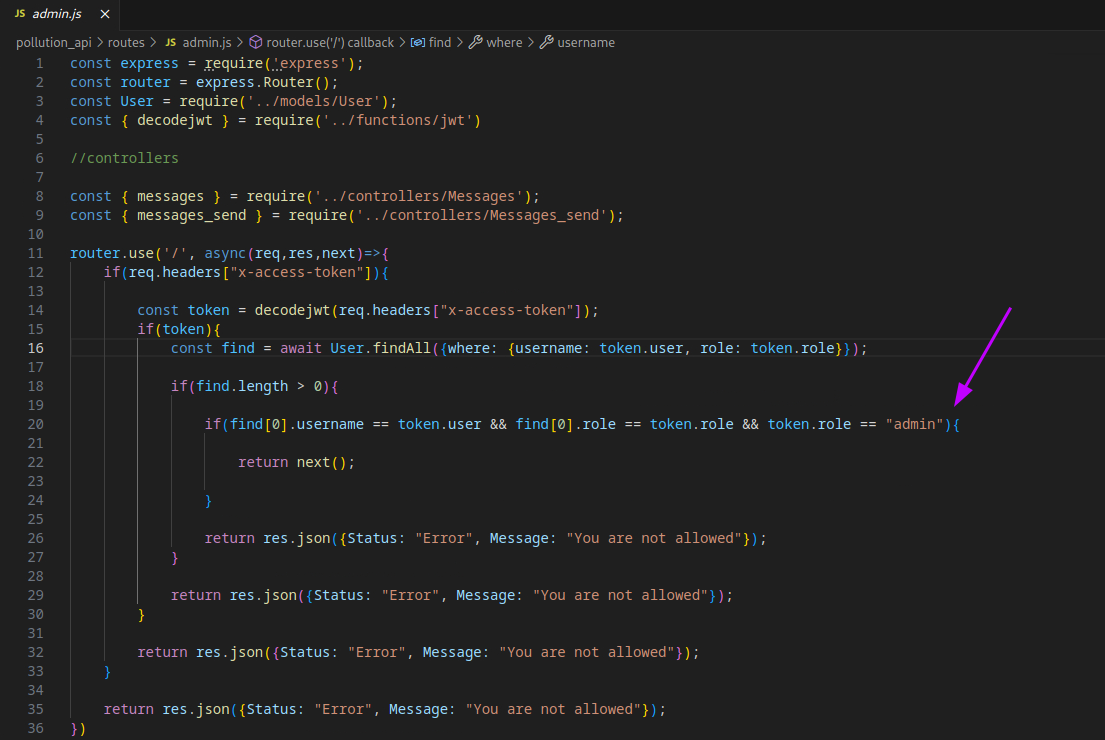 JS admin.js ×
pollution_api > routes > JS admin.js > router.use('/') callback > find > where > username
1 const express = require('express');
2 const router = express.Router();
3 const User = require('../models/User');
4 const { decodejwt } = require('../functions/jwt')
5
6 //controllers
7
8 const { messages } = require('../controllers/Messages');
9 const { messages_send } = require('../controllers/Messages_send');
10
11 router.use('/', async(req,res,next)=>{
12 if(req.headers["x-access-token"]){
13
14 const token = decodejwt(req.headers["x-access-token"]);
15 if(token){
16 const find = await User.findAll({where: {username: token.user, role: token.role}});
17
18 if(find.length > 0){
19
20 if(find[0].username == token.user && find[0].role == token.role && token.role == "admin"){
21
22 return next();
23
24 }
25
26 return res.json({Status: "Error", Message: "You are not allowed"});
27 }
28
29 return res.json({Status: "Error", Message: "You are not allowed"});
30 }
31
32 return res.json({Status: "Error", Message: "You are not allowed"});
33 }
34
35 return res.json({Status: "Error", Message: "You are not allowed"});
36 })